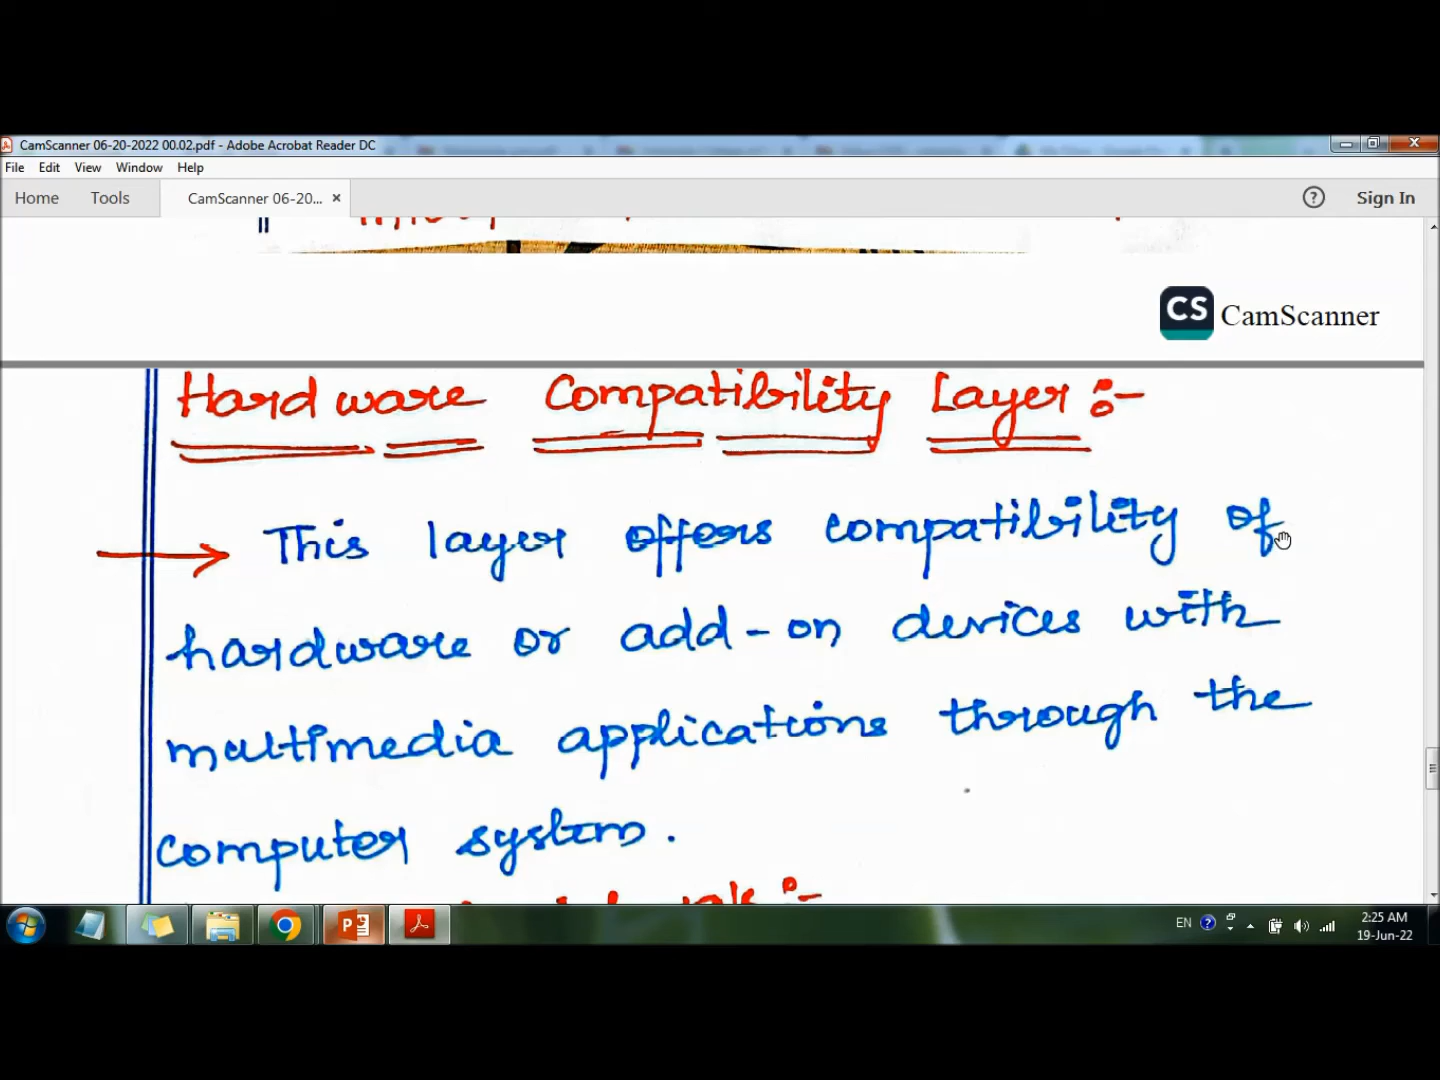 CamScanner 06-20-2022 00.02.pdf - Adobe Acrobat Reader DC
File Edit View Window Help
Home Tools CamScanner 06-20... × ? Sign In
CS CamScanner
Hardware Compatibility Layer :-
This layer offers compatibility of
hardware or add-on devices with
multimedia applications through the
computer system.
EN 2:25 AM
19-Jun-22